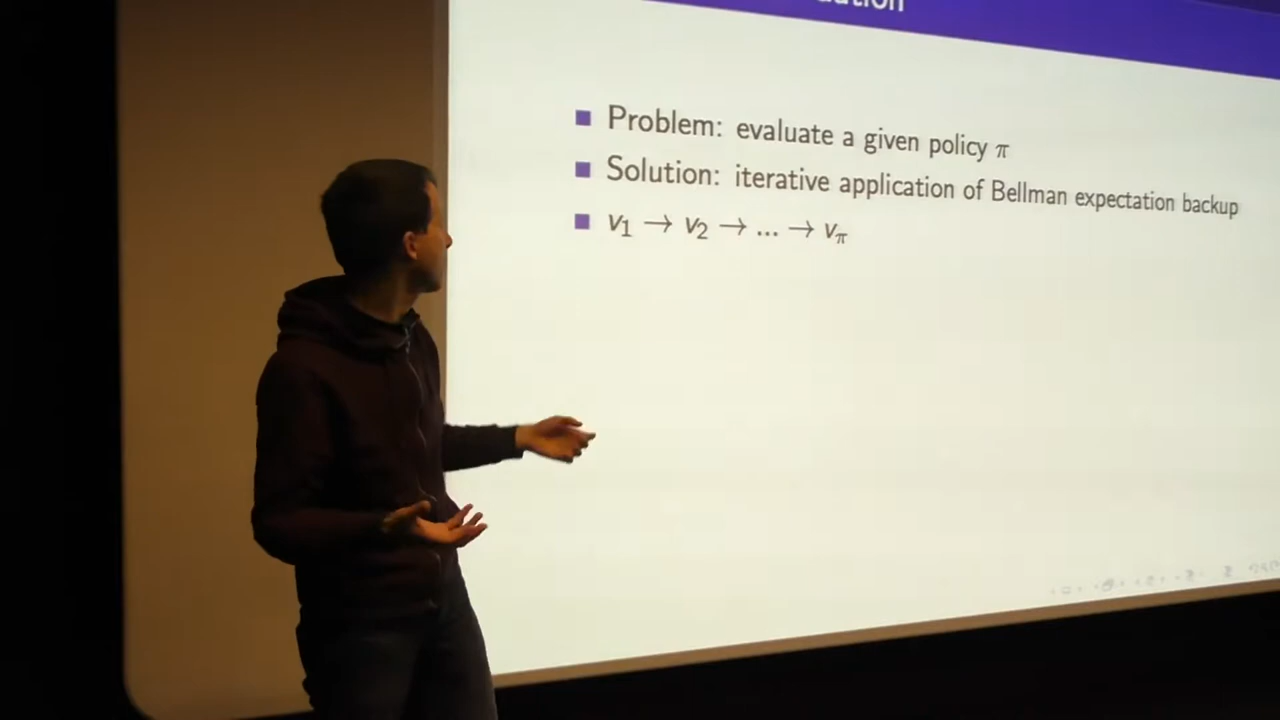 Problem: evaluate a given policy π
Solution: iterative application of Bellman expectation backup
v₁ → v₂ → ... → vπ